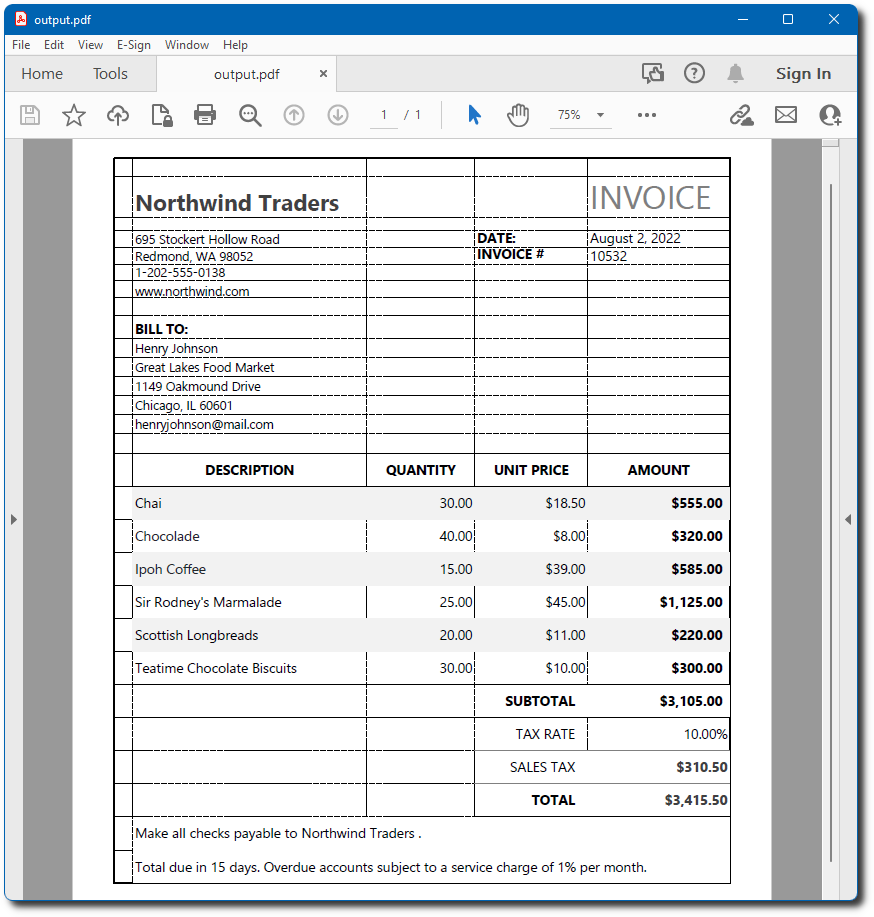 output.pdf
File Edit View E-Sign Window Help
Home Tools output.pdf × Sign In
1 / 1 75%
Northwind Traders INVOICE
695 Stockert Hollow Road DATE: August 2, 2022
Redmond, WA 98052 INVOICE # 10532
1-202-555-0138
www.northwind.com
BILL TO:
Henry Johnson
Great Lakes Food Market
1149 Oakmound Drive
Chicago, IL 60601
henryjohnson@mail.com
DESCRIPTION QUANTITY UNIT PRICE AMOUNT
Chai 30.00 $18.50 $555.00
Chocolade 40.00 $8.00 $320.00
Ipoh Coffee 15.00 $39.00 $585.00
Sir Rodney's Marmalade 25.00 $45.00 $1,125.00
Scottish Longbreads 20.00 $11.00 $220.00
Teatime Chocolate Biscuits 30.00 $10.00 $300.00
SUBTOTAL $3,105.00
TAX RATE 10.00%
SALES TAX $310.50
TOTAL $3,415.50
Make all checks payable to Northwind Traders .
Total due in 15 days. Overdue accounts subject to a service charge of 1% per month.